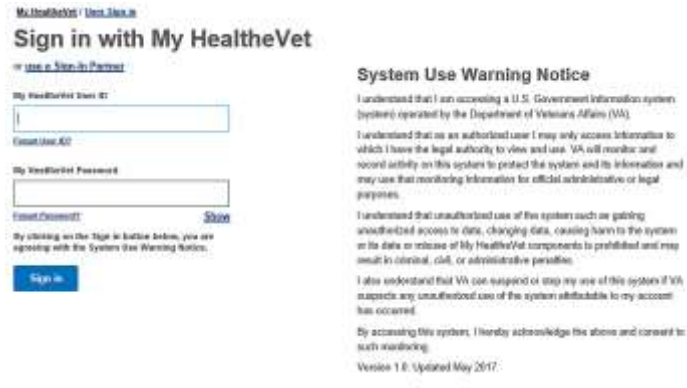 My HealtheVet / User Sign in
Sign in with My HealtheVet
or use a Sign-In Partner
My HealtheVet User ID
Forgot User ID?
My HealtheVet Password
Forgot Password?
Show
By clicking on the Sign in button below, you are
agreeing with the System Use Warning Notice.
Sign in
System Use Warning Notice
I understand that I am accessing a U.S. Government information system
(system) operated by the Department of Veterans Affairs (VA).
I understand that as an authorized user I may only access information to
which I have the legal authority to view and use. VA will monitor and
record activity on this system to protect the system and its information and
may use that monitoring information for official administrative or legal
purposes.
I understand that unauthorized use of the system such as gaining
unauthorized access to data, changing data, causing harm to the system
or its data or misuse of My HealtheVet components is prohibited and may
result in criminal, civil, or administrative penalties.
I also understand that VA can suspend or stop my use of this system if VA
suspects any unauthorized use of the system attributable to my account
has occurred.
By accessing this system, I hereby acknowledge the above and consent to
such monitoring.
Version 1.0: Updated May 2017